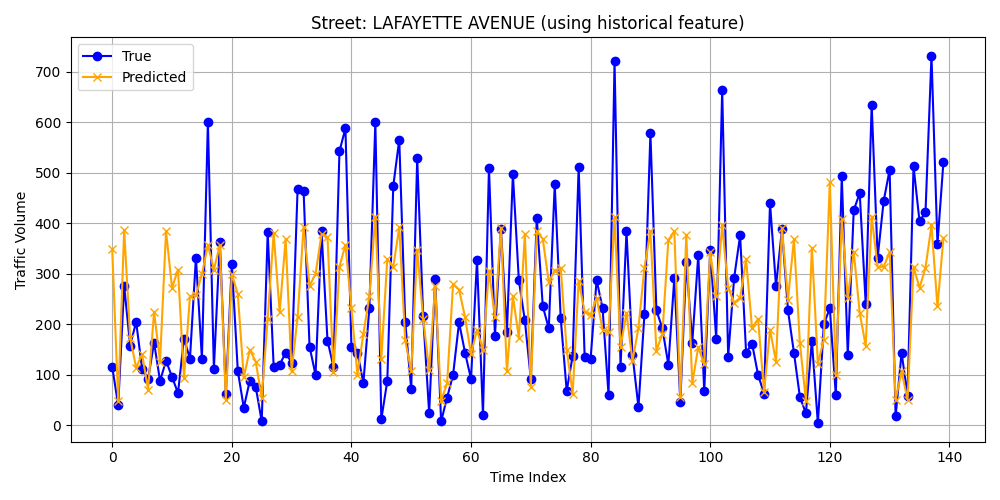 Street: LAFAYETTE AVENUE (using historical feature)
True
Predicted
Traffic Volume
700
600
500
400
300
200
100
0
0 20 40 60 80 100 120 140
Time Index